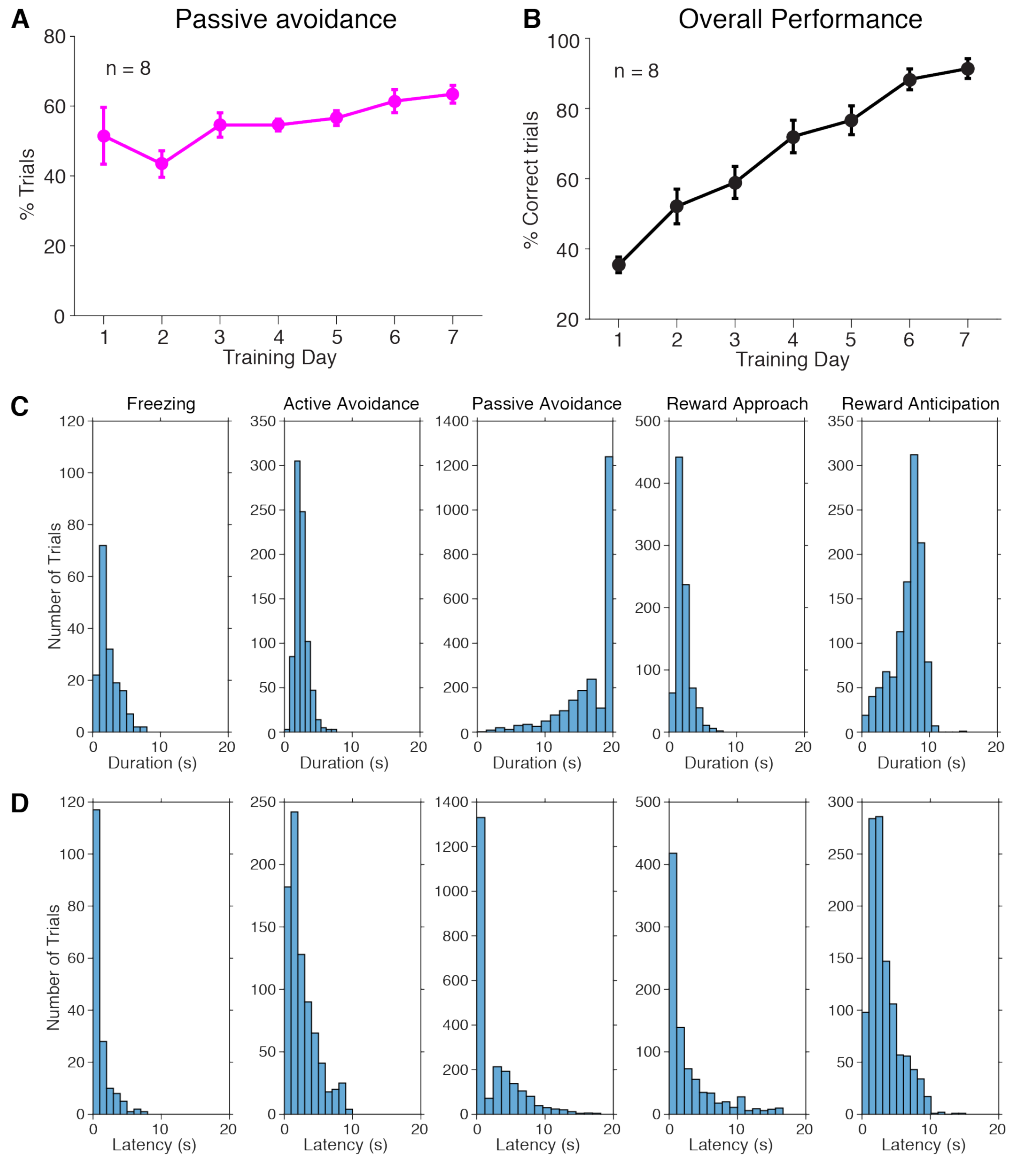 A
Passive avoidance
80
60
40
20
0
% Trials
n = 8
1 2 3 4 5 6 7
Training Day
B
Overall Performance
100
80
60
40
20
% Correct trials
n = 8
1 2 3 4 5 6 7
Training Day
C
Freezing
120
100
80
60
40
20
0
Number of Trials
0 20
Duration (s)
Active Avoidance
350
300
250
200
150
100
50
0
0 10 20
Duration (s)
Passive Avoidance
1400
1200
1000
800
600
400
200
0
0 10 20
Duration (s)
Reward Approach
500
400
300
200
100
0
0 10 20
Duration (s)
Reward Anticipation
350
300
250
200
150
100
50
0
0 10 20
Duration (s)
D
120
100
80
60
40
20
0
Number of Trials
0 20
Latency (s)
250
200
150
100
50
0
0 10 20
Latency (s)
1400
1200
1000
800
600
400
200
0
0 10 20
Latency (s)
500
400
300
200
100
0
0 10 20
Latency (s)
300
250
200
150
100
50
0
0 10 20
Latency (s)